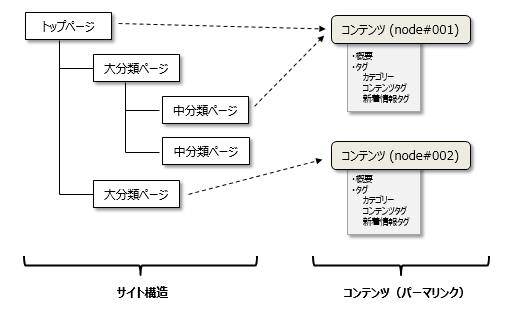 トップページ
大分類ページ
中分類ページ
中分類ページ
大分類ページ
コンテンツ (node#001)
・概要
・タグ
カテゴリー
コンテンツタグ
新着情報タグ
コンテンツ (node#002)
・概要
・タグ
カテゴリー
コンテンツタグ
新着情報タグ
サイト構造
コンテンツ（パーマリンク）